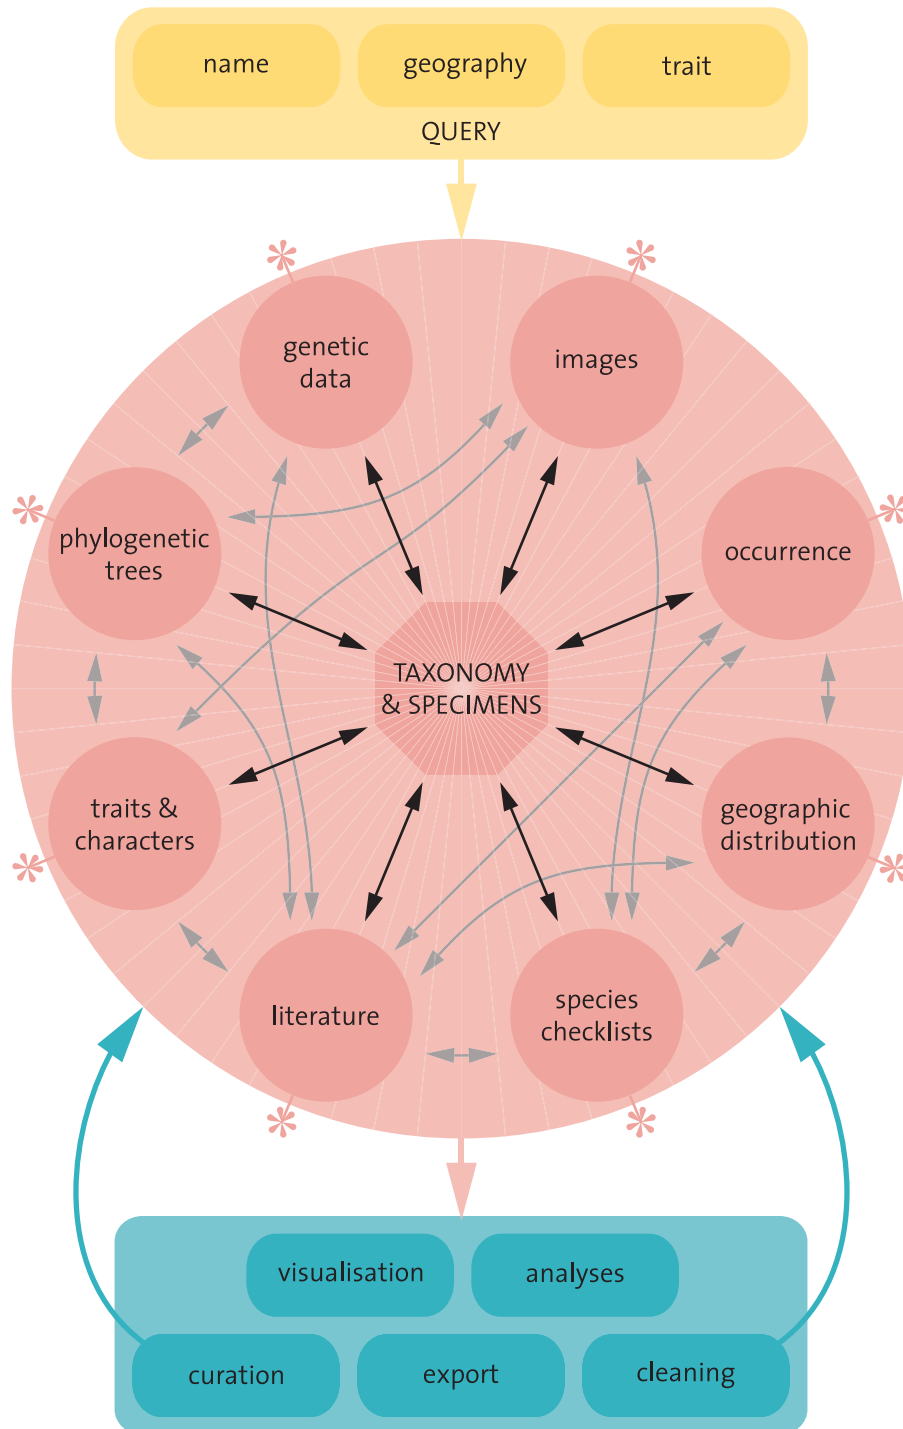 name
geography
trait
QUERY
genetic
data
images
phylogenetic
trees
occurrence
TAXONOMY
& SPECIMENS
traits &
characters
geographic
distribution
literature
species
checklists
visualisation
analyses
curation
export
cleaning